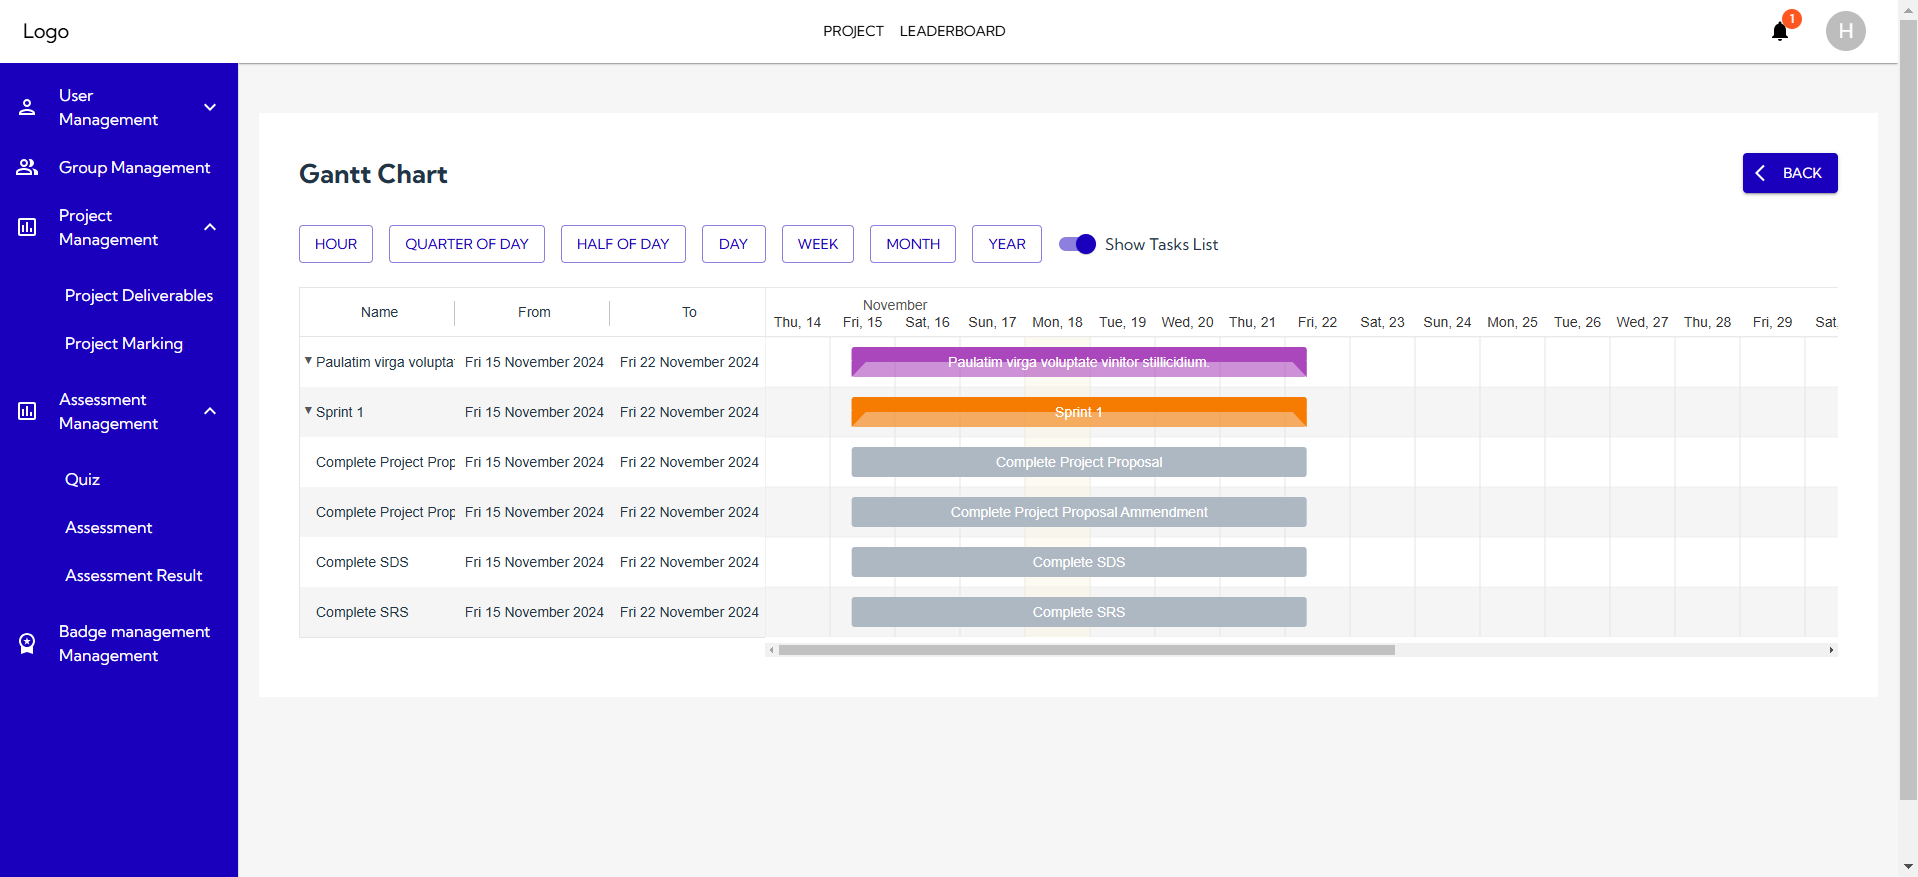 Logo
PROJECT LEADERBOARD
1
H
User
Management
Group Management
Project
Management
Project Deliverables
Project Marking
Assessment
Management
Quiz
Assessment
Assessment Result
Badge management
Management
Gantt Chart
BACK
HOUR QUARTER OF DAY HALF OF DAY DAY WEEK MONTH YEAR Show Tasks List
Name From To
November
Thu, 14 Fri, 15 Sat, 16 Sun, 17 Mon, 18 Tue, 19 Wed, 20 Thu, 21 Fri, 22 Sat, 23 Sun, 24 Mon, 25 Tue, 26 Wed, 27 Thu, 28 Fri, 29 Sat,
Paulatim virga volupta Fri 15 November 2024 Fri 22 November 2024 Paulatim virga voluptate vinitor stillicidium.
Sprint 1 Fri 15 November 2024 Fri 22 November 2024 Sprint 1
Complete Project Prop Fri 15 November 2024 Fri 22 November 2024 Complete Project Proposal
Complete Project Prop Fri 15 November 2024 Fri 22 November 2024 Complete Project Proposal Ammendment
Complete SDS Fri 15 November 2024 Fri 22 November 2024 Complete SDS
Complete SRS Fri 15 November 2024 Fri 22 November 2024 Complete SRS